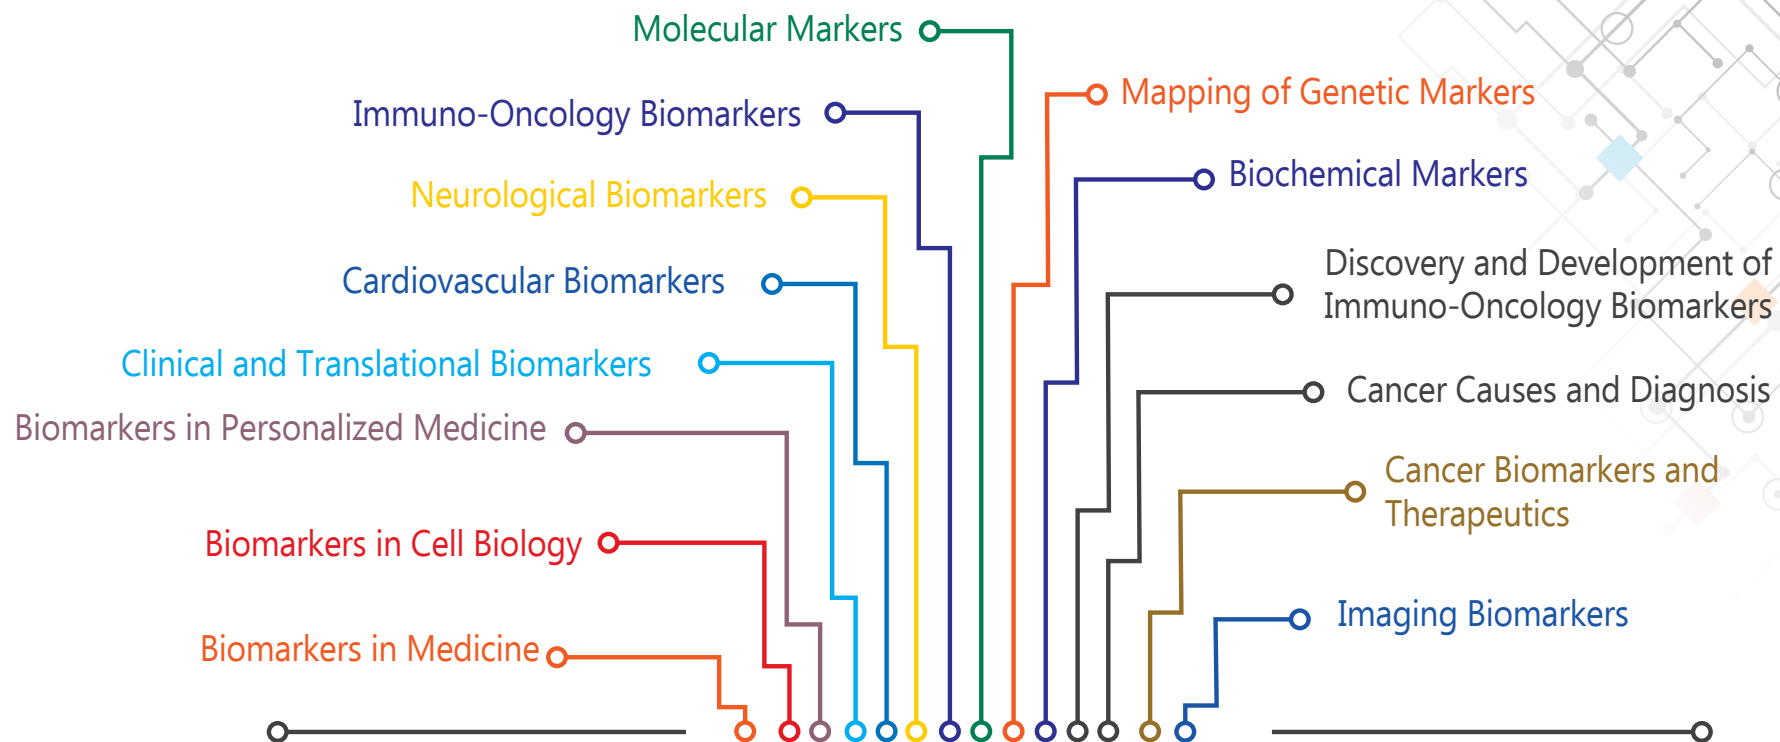 Molecular Markers
Immuno-Oncology Biomarkers
Neurological Biomarkers
Cardiovascular Biomarkers
Clinical and Translational Biomarkers
Biomarkers in Personalized Medicine
Biomarkers in Cell Biology
Biomarkers in Medicine
Mapping of Genetic Markers
Biochemical Markers
Discovery and Development of
Immuno-Oncology Biomarkers
Cancer Causes and Diagnosis
Cancer Biomarkers and
Therapeutics
Imaging Biomarkers